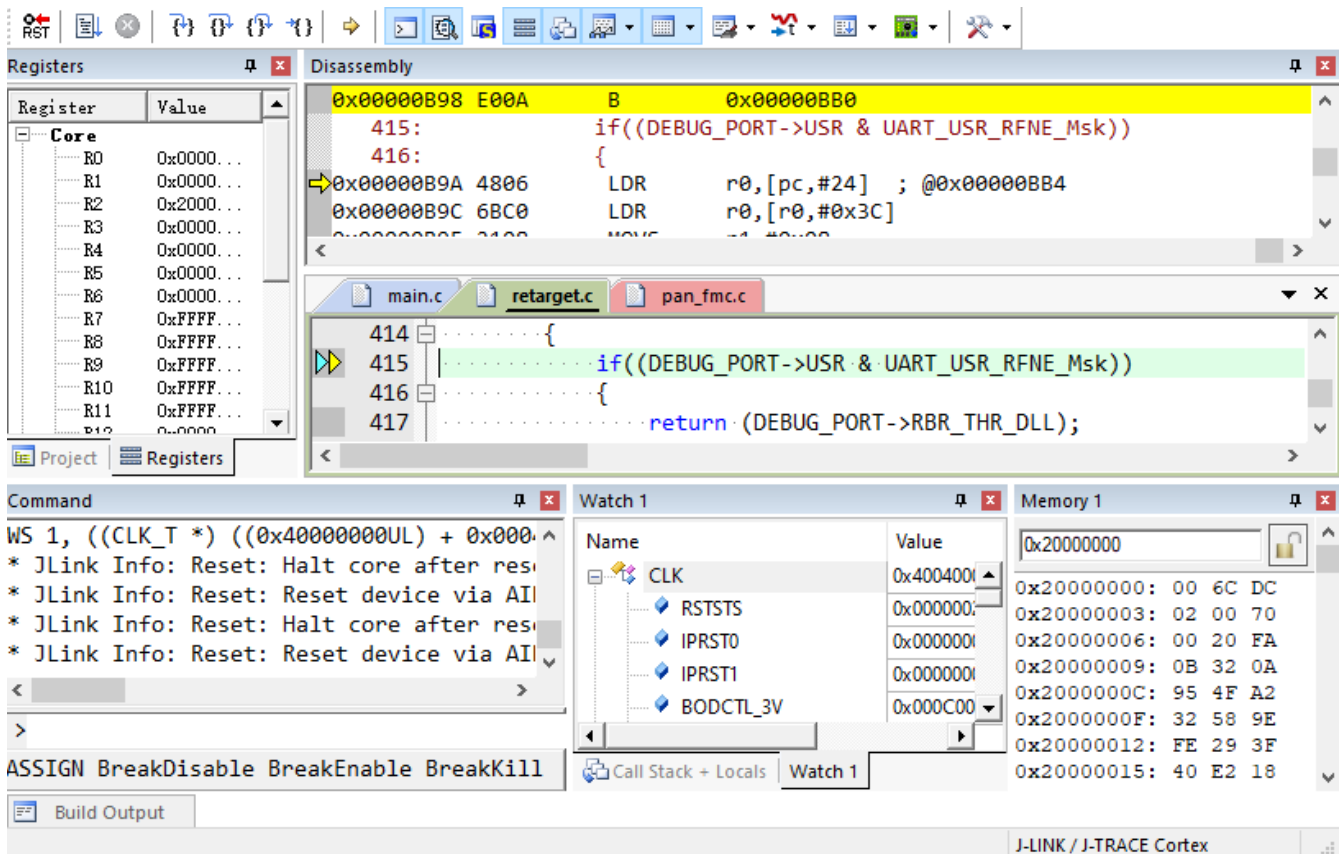 RST
Registers
Register Value
Core
R0 0x0000...
R1 0x0000...
R2 0x2000...
R3 0x0000...
R4 0x0000...
R5 0x0000...
R6 0x0000...
R7 0xFFFF...
R8 0xFFFF...
R9 0xFFFF...
R10 0xFFFF...
R11 0xFFFF...
Project Registers
Disassembly
0x00000B98 E00A B 0x00000BB0
415: if((DEBUG_PORT->USR & UART_USR_RFNE_Msk))
416: {
0x00000B9A 4806 LDR r0,[pc,#24] ; @0x00000BB4
0x00000B9C 6BC0 LDR r0,[r0,#0x3C]
main.c retarget.c pan_fmc.c
414 {
415 if((DEBUG_PORT->USR & UART_USR_RFNE_Msk))
416 {
417 return (DEBUG_PORT->RBR_THR_DLL);
Command
WS 1, ((CLK_T *) ((0x40000000UL) + 0x000
* JLink Info: Reset: Halt core after res
* JLink Info: Reset: Reset device via AI
* JLink Info: Reset: Halt core after res
* JLink Info: Reset: Reset device via AI
>
ASSIGN BreakDisable BreakEnable BreakKill
Watch 1
Name Value
CLK 0x400400
RSTSTS 0x000000
IPRST0 0x000000
IPRST1 0x000000
BODCTL_3V 0x000C00
Call Stack + Locals Watch 1
Memory 1
0x20000000
0x20000000: 00 6C DC
0x20000003: 02 00 70
0x20000006: 00 20 FA
0x20000009: 0B 32 0A
0x2000000C: 95 4F A2
0x2000000F: 32 58 9E
0x20000012: FE 29 3F
0x20000015: 40 E2 18
Build Output
J-LINK / J-TRACE Cortex